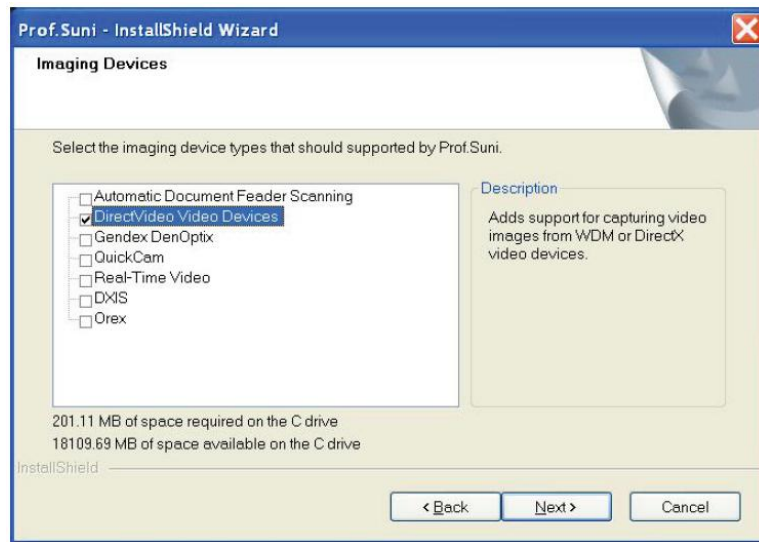 Prof.Suni - InstallShield Wizard
Imaging Devices
Select the imaging device types that should supported by Prof.Suni.
Automatic Document Feader Scanning
DirectVideo Video Devices
Gendex DenOptix
QuickCam
Real-Time Video
DXIS
Orex
Description
Adds support for capturing video
images from WDM or DirectX
video devices.
201.11 MB of space required on the C drive
18109.69 MB of space available on the C drive
InstallShield
< Back
Next >
Cancel